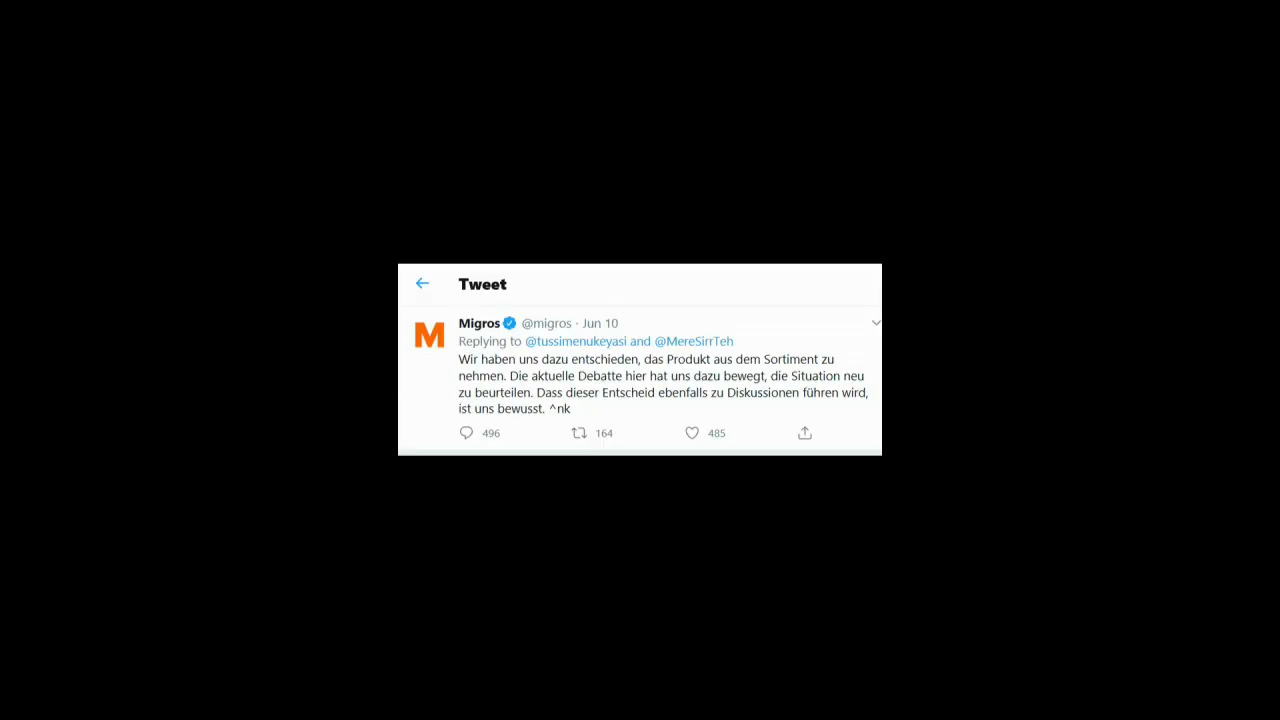 Tweet
Migros @migros · Jun 10
Replying to @tussimenukeyasi and @MereSirrTeh
Wir haben uns dazu entschieden, das Produkt aus dem Sortiment zu
nehmen. Die aktuelle Debatte hier hat uns dazu bewegt, die Situation neu
zu beurteilen. Dass dieser Entscheid ebenfalls zu Diskussionen führen wird,
ist uns bewusst. ^nk
496 164 485